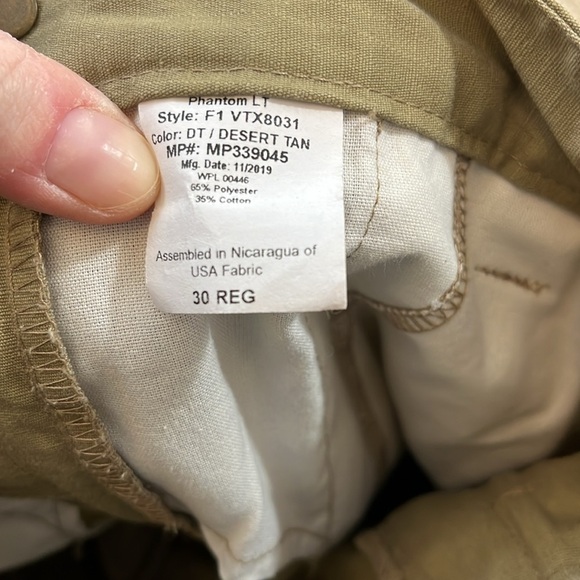 Phantom LT
Style: F1 VTX8031
Color: DT / DESERT TAN
MP#: MP339045
Mfg. Date: 11/2019
WPL 00446
65% Polyester
35% Cotton
Assembled in Nicaragua of
USA Fabric
30 REG